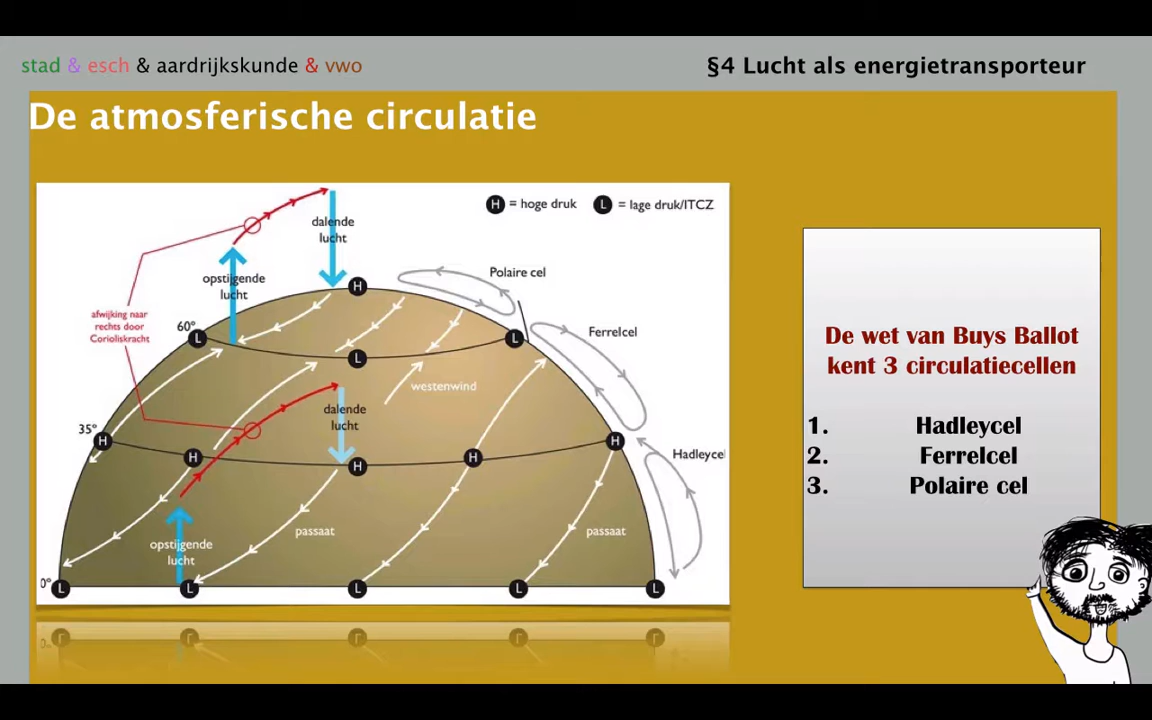 stad & esch & aardrijkskunde & vwo
§4 Lucht als energietransporteur
De atmosferische circulatie
H = hoge druk L = lage druk/ITCZ
dalende
lucht
opstijgende
lucht
H
Polaire cel
afwijking naar
rechts door
Corioliskracht
60°
L
L
L
Ferrelcel
westenwind
dalende
lucht
35°
H
H
H
H
H
Hadleycel
passaat
passaat
opstijgende
lucht
0°
L
L
L
L
L
De wet van Buys Ballot
kent 3 circulatiecellen
1. Hadleycel
2. Ferrelcel
3. Polaire cel